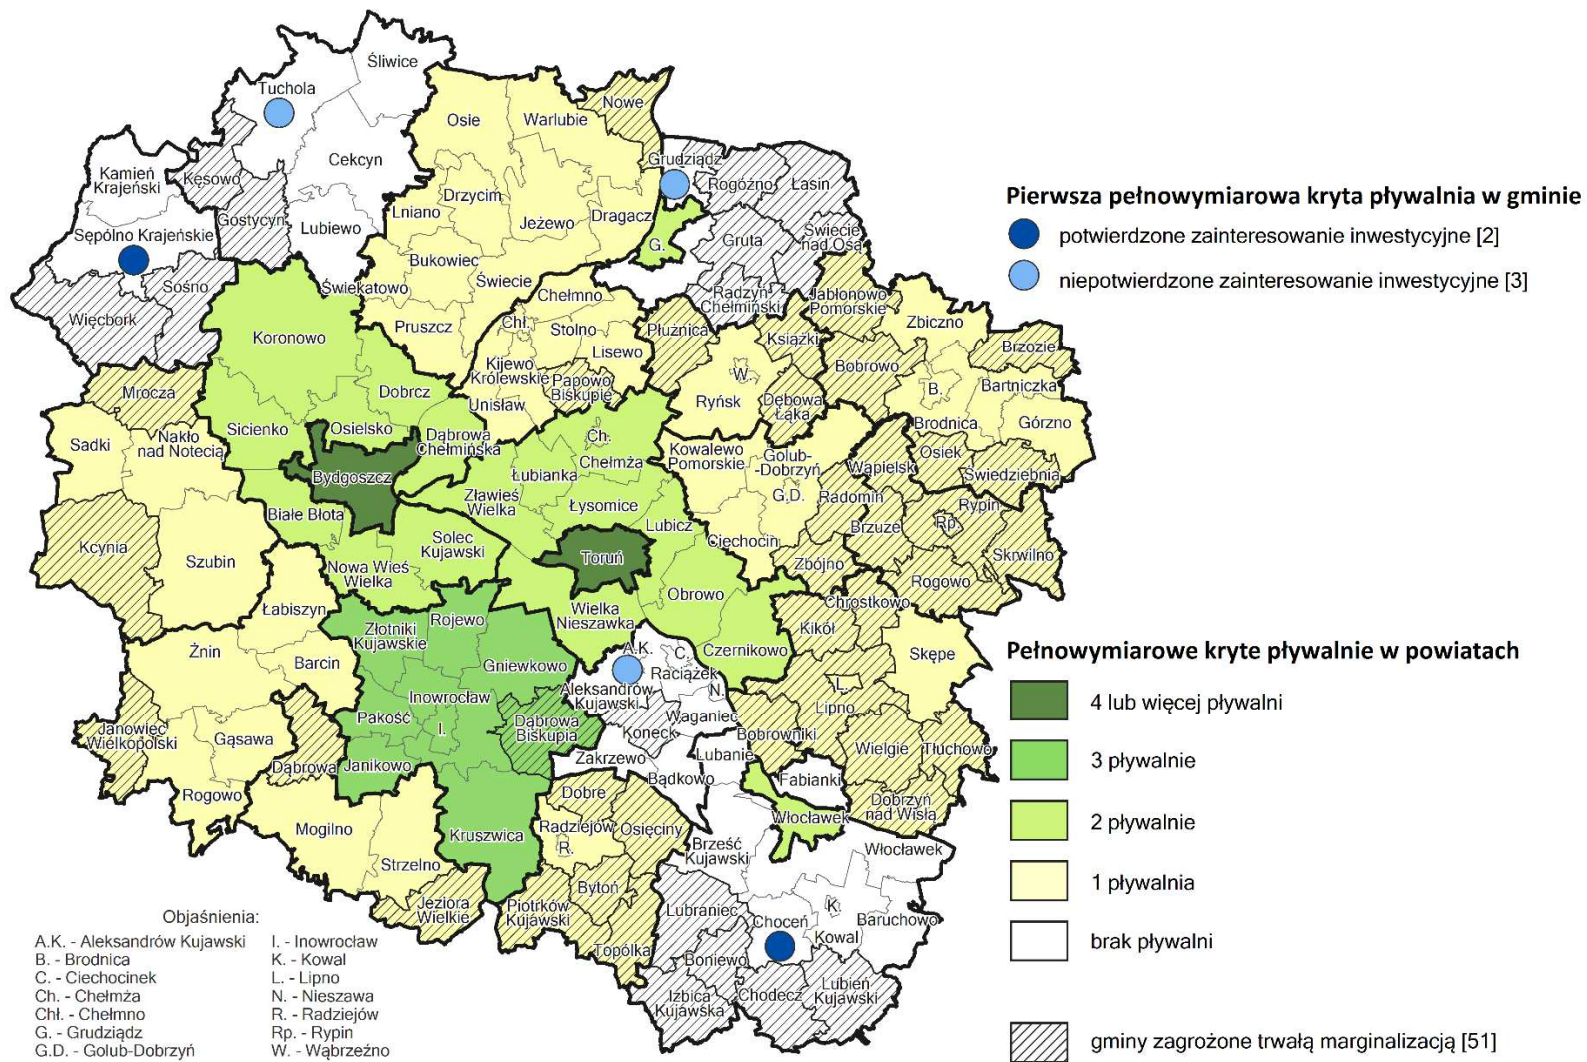 Śliwice
Tuchola
Nowe
Osie
Warlubie
Cekcyn
Grudziądz
Kamień
Krajeński
Kęsowo
Rogóźno
Łasin
Drzycim
Lniano
Jeżewo
Dragacz
Gostycyn
Lubiewo
Sępólno Krajeńskie
Świecie
nad Osą
Gruta
G.
Bukowiec
Sośno
Świecie
Świekatowo
Radzyń
Chełmiński
Jabłonowo
Pomorskie
Chełmno
Więcbork
Zbiczno
Pruszcz
Chł.
Stolno
Płużnica
Koronowo
Książki
Brzozie
Lisewo
Kijewo
Królewskie
Bobrowo
W.
Papowo
Biskupie
B.
Bartniczka
Mrocza
Dobrcz
Unisław
Ryńsk
Dębowa
Łąka
Brodnica
Górzno
Sicienko
Osielsko
Dąbrowa
Chełmińska
Ch.
Sadki
Nakło
nad Notecią
Kowalewo
Pomorskie
Golub-
-Dobrzyń
Osiek
Chełmża
Wąpielsk
Świedziebnia
Bydgoszcz
Łubianka
G.D.
Radomin
Zławieś
Wielka
Łysomice
Rypin
Białe Błota
Lubicz
Brzuze
Rp.
Solec
Kujawski
Ciechocin
Kcynia
Toruń
Skrwilno
Szubin
Nowa Wieś
Wielka
Zbójno
Rogowo
Obrowo
Łabiszyn
Chrostkowo
Wielka
Nieszawka
Rojewo
Złotniki
Kujawskie
Kikół
Żnin
A.K.
C.
Czernikowo
Skępe
Barcin
Gniewkowo
Raciążek
Aleksandrów
Kujawski
N.
L.
Inowrocław
Lipno
Pakość
Waganiec
Janowiec
Wielkopolski
Gąsawa
I.
Dąbrowa
Biskupia
Koneck
Bobrowniki
Wielgie
Tłuchowo
Dąbrowa
Janikowo
Zakrzewo
Lubanie
Bądkowo
Fabianki
Rogowo
Dobre
Dobrzyń
nad Wisłą
Włocławek
Mogilno
Kruszwica
Radziejów
Osięciny
Brześć
Kujawski
Włocławek
R.
Strzelno
Bytoń
Jeziora
Wielkie
Piotrków
Kujawski
Lubraniec
Choceń
K.
Baruchowo
Kowal
Topólka
Boniewo
Izbica
Kujawska
Chodecz
Lubień
Kujawski
Pierwsza pełnowymiarowa kryta pływalnia w gminie
potwierdzone zainteresowanie inwestycyjne [2]
niepotwierdzone zainteresowanie inwestycyjne [3]
Pełnowymiarowe kryte pływalnie w powiatach
4 lub więcej pływalni
3 pływalnie
2 pływalnie
1 pływalnia
brak pływalni
gminy zagrożone trwałą marginalizacją [51]
Objaśnienia:
A.K. - Aleksandrów Kujawski
B. - Brodnica
C. - Ciechocinek
Ch. - Chełmża
Chł. - Chełmno
G. - Grudziądz
G.D. - Golub-Dobrzyń
I. - Inowrocław
K. - Kowal
L. - Lipno
N. - Nieszawa
R. - Radziejów
Rp. - Rypin
W. - Wąbrzeźno